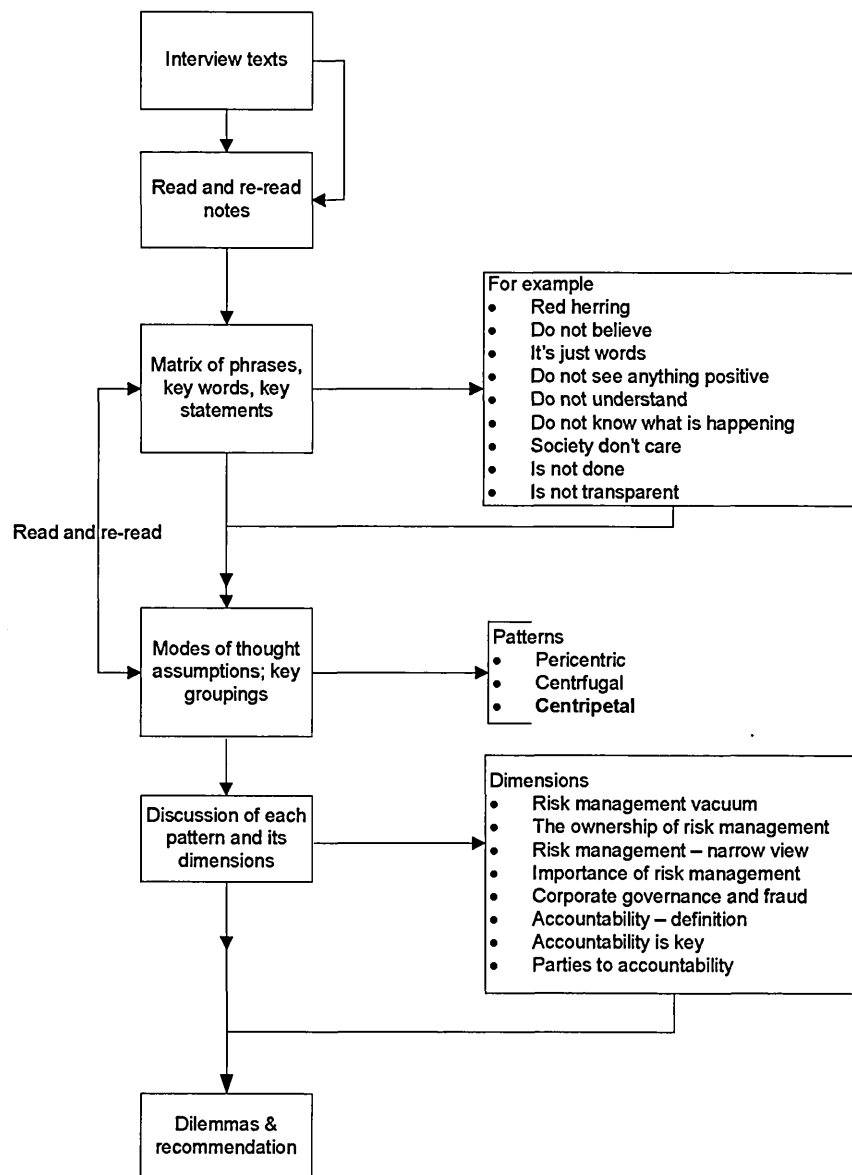 Interview texts
Read and re-read
notes
For example
• Red herring
• Do not believe
• It's just words
• Do not see anything positive
• Do not understand
• Do not know what is happening
• Society don't care
• Is not done
• Is not transparent
Matrix of phrases,
key words, key
statements
Read and re-read
Modes of thought
assumptions; key
groupings
Patterns
• Pericentric
• Centrfugal
• Centripetal
Discussion of each
pattern and its
dimensions
Dimensions
• Risk management vacuum
• The ownership of risk management
• Risk management – narrow view
• Importance of risk management
• Corporate governance and fraud
• Accountability – definition
• Accountability is key
• Parties to accountability
Dilemmas &
recommendation